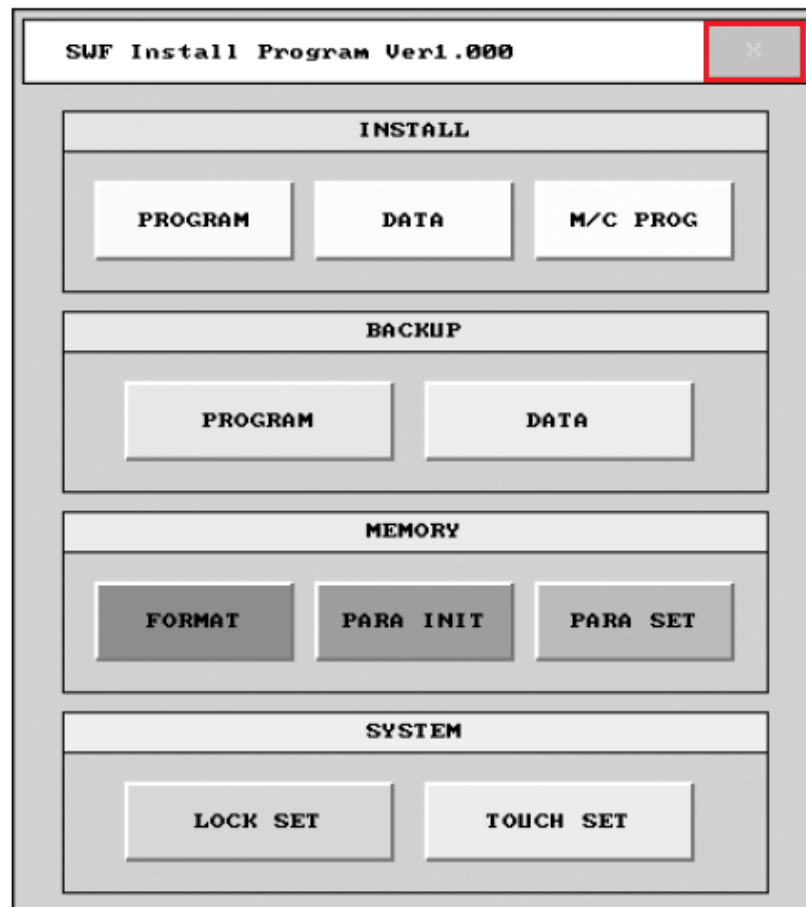 SWF Install Program Ver1.000 X
INSTALL
PROGRAM DATA M/C PROG
BACKUP
PROGRAM DATA
MEMORY
FORMAT PARA INIT PARA SET
SYSTEM
LOCK SET TOUCH SET